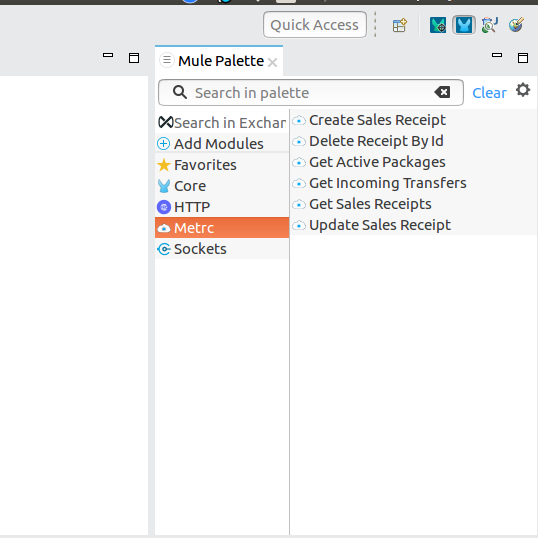 Quick Access
Mule Palette
Search in palette
Clear
Search in Exchar
Add Modules
Favorites
Core
HTTP
Metrc
Sockets
Create Sales Receipt
Delete Receipt By Id
Get Active Packages
Get Incoming Transfers
Get Sales Receipts
Update Sales Receipt